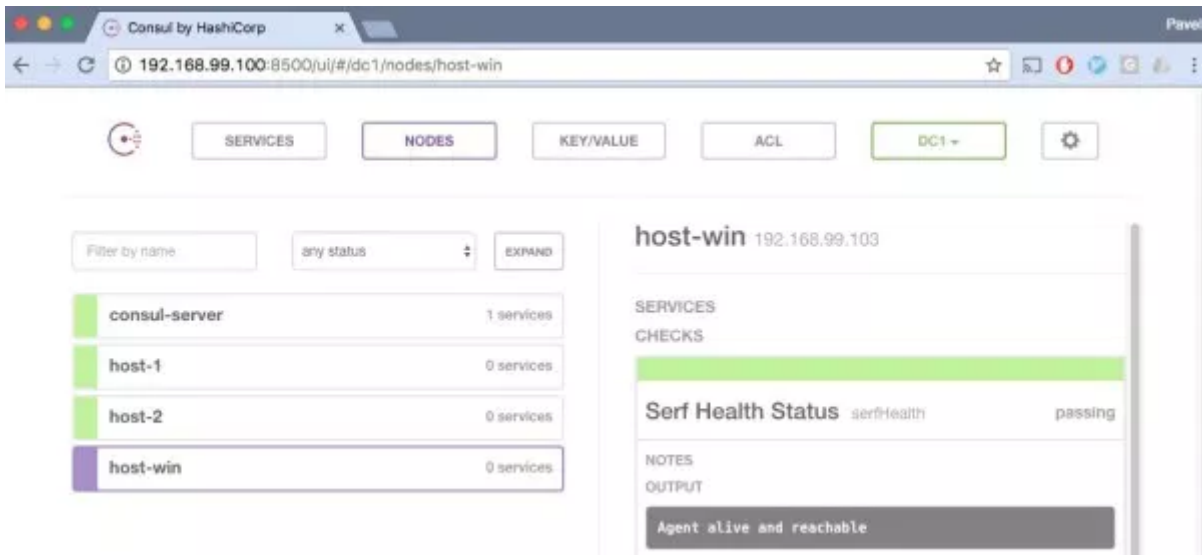 Consul by HashiCorp
Pavel
192.168.99.100:8500/ui/#/dc1/nodes/host-win
SERVICES NODES KEY/VALUE ACL DC1
Filter by name any status EXPAND
consul-server 1 services
host-1 0 services
host-2 0 services
host-win 0 services
host-win 192.168.99.103
SERVICES
CHECKS
Serf Health Status serfHealth passing
NOTES
OUTPUT
Agent alive and reachable